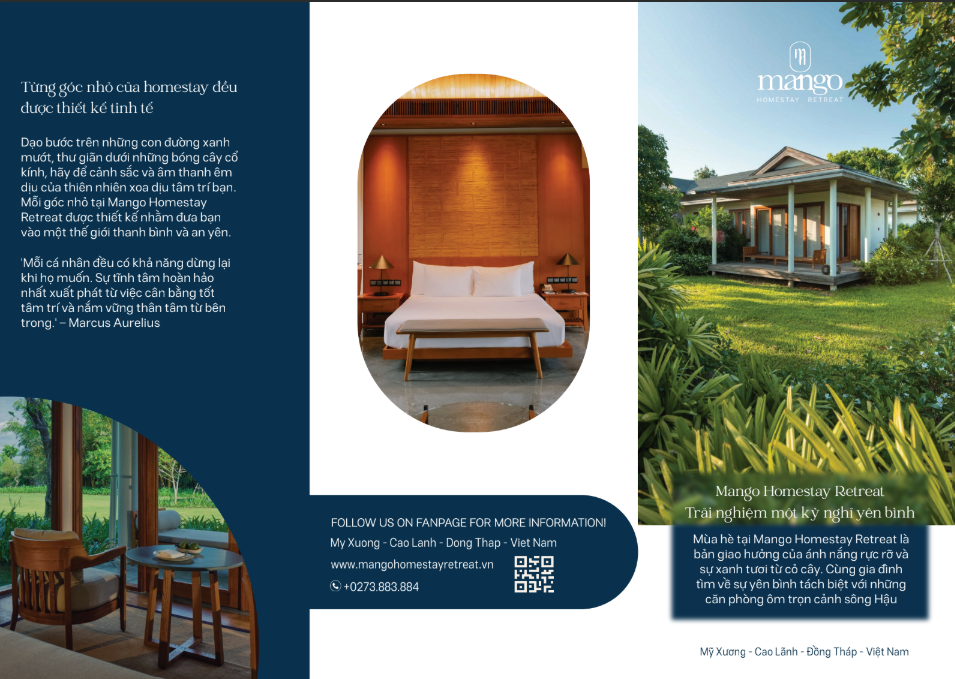 Từng góc nhỏ của homestay đều
được thiết kế tinh tế
Dạo bước trên những con đường xanh
mướt, thư giãn dưới những bóng cây cổ
kính, hãy để cảnh sắc và âm thanh êm
dịu của thiên nhiên xoa dịu tâm trí bạn.
Mỗi góc nhỏ tại Mango Homestay
Retreat được thiết kế nhằm đưa bạn
vào một thế giới thanh bình và an yên.
'Mỗi cá nhân đều có khả năng dừng lại
khi họ muốn. Sự tĩnh tâm hoàn hảo
nhất xuất phát từ việc cân bằng tốt
tâm trí và nắm vững thân tâm từ bên
trong.' – Marcus Aurelius
FOLLOW US ON FANPAGE FOR MORE INFORMATION!
My Xuong - Cao Lanh - Dong Thap - Viet Nam
www.mangohomestayretreat.vn
+0273.883.884
m
mango
HOMESTAY RETREAT
Mango Homestay Retreat
Trải nghiệm một kỳ nghỉ yên bình
Mùa hè tại Mango Homestay Retreat là
bản giao hưởng của ánh nắng rực rỡ và
sự xanh tươi từ cỏ cây. Cùng gia đình
tìm về sự yên bình tách biệt với những
căn phòng ôm trọn cảnh sông Hậu
Mỹ Xương - Cao Lãnh - Đồng Tháp - Việt Nam